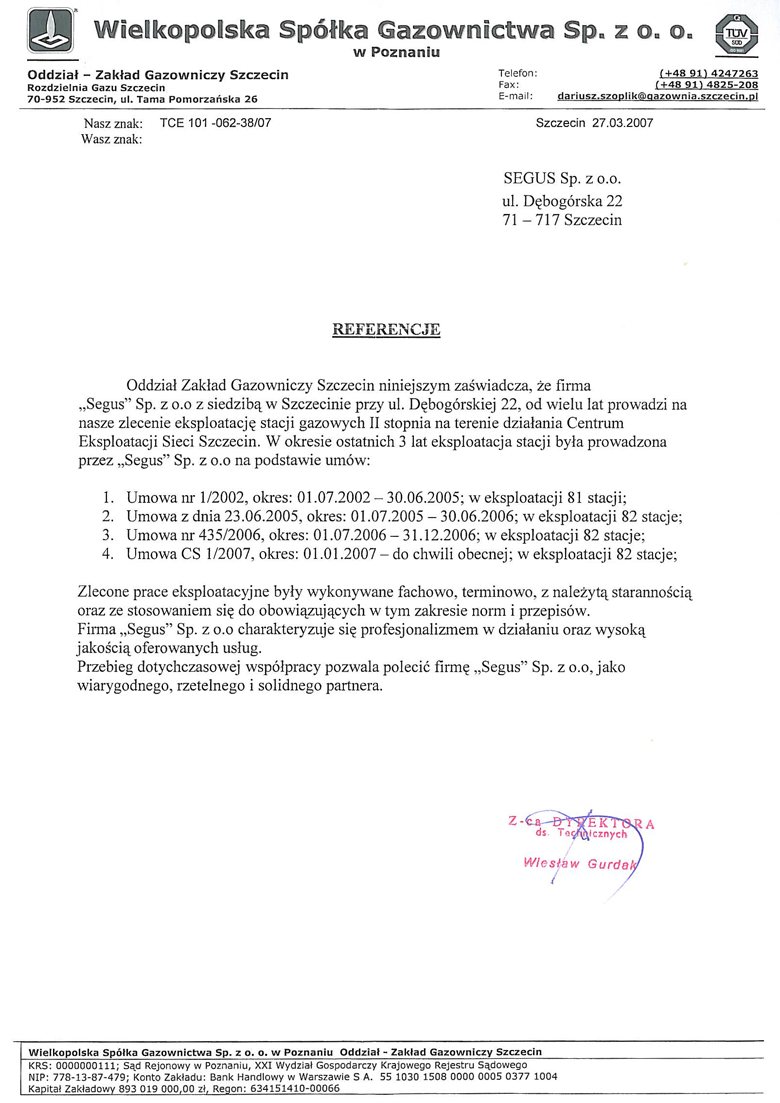 Wielkopolska Spółka Gazownictwa Sp. z o. o.
w Poznaniu
TÜV
SÜD
Oddział – Zakład Gazowniczy Szczecin
Rozdzielnia Gazu Szczecin
70-952 Szczecin, ul. Tama Pomorzańska 26
Telefon: (+48 91) 4247263
Fax: (+48 91) 4825-208
E-mail: dariusz.szoplik@gazownia.szczecin.pl
Nasz znak: TCE 101 -062-38/07
Wasz znak:
Szczecin 27.03.2007
SEGUS Sp. z o.o.
ul. Dębogórska 22
71 – 717 Szczecin
REFERENCJE
Oddział Zakład Gazowniczy Szczecin niniejszym zaświadcza, że firma
„Segus” Sp. z o.o z siedzibą w Szczecinie przy ul. Dębogórskiej 22, od wielu lat prowadzi na
nasze zlecenie eksploatację stacji gazowych II stopnia na terenie działania Centrum
Eksploatacji Sieci Szczecin. W okresie ostatnich 3 lat eksploatacja stacji była prowadzona
przez „Segus” Sp. z o.o na podstawie umów:
1. Umowa nr 1/2002, okres: 01.07.2002 – 30.06.2005; w eksploatacji 81 stacji;
2. Umowa z dnia 23.06.2005, okres: 01.07.2005 – 30.06.2006; w eksploatacji 82 stacje;
3. Umowa nr 435/2006, okres: 01.07.2006 – 31.12.2006; w eksploatacji 82 stacje;
4. Umowa CS 1/2007, okres: 01.01.2007 – do chwili obecnej; w eksploatacji 82 stacje;
Zlecone prace eksploatacyjne były wykonywane fachowo, terminowo, z należytą starannością
oraz ze stosowaniem się do obowiązujących w tym zakresie norm i przepisów.
Firma „Segus” Sp. z o.o charakteryzuje się profesjonalizmem w działaniu oraz wysoką
jakością oferowanych usług.
Przebieg dotychczasowej współpracy pozwala polecić firmę „Segus” Sp. z o.o, jako
wiarygodnego, rzetelnego i solidnego partnera.
Z-ca DYREKTORA
ds. Technicznych
Wiesław Gurdak
Wielkopolska Spółka Gazownictwa Sp. z o. o. w Poznaniu Oddział - Zakład Gazowniczy Szczecin
KRS: 0000000111; Sąd Rejonowy w Poznaniu, XXI Wydział Gospodarczy Krajowego Rejestru Sądowego
NIP: 778-13-87-479; Konto Zakładu: Bank Handlowy w Warszawie S A. 55 1030 1508 0000 0005 0377 1004
Kapitał Zakładowy 893 019 000,00 zł, Regon: 634151410-00066